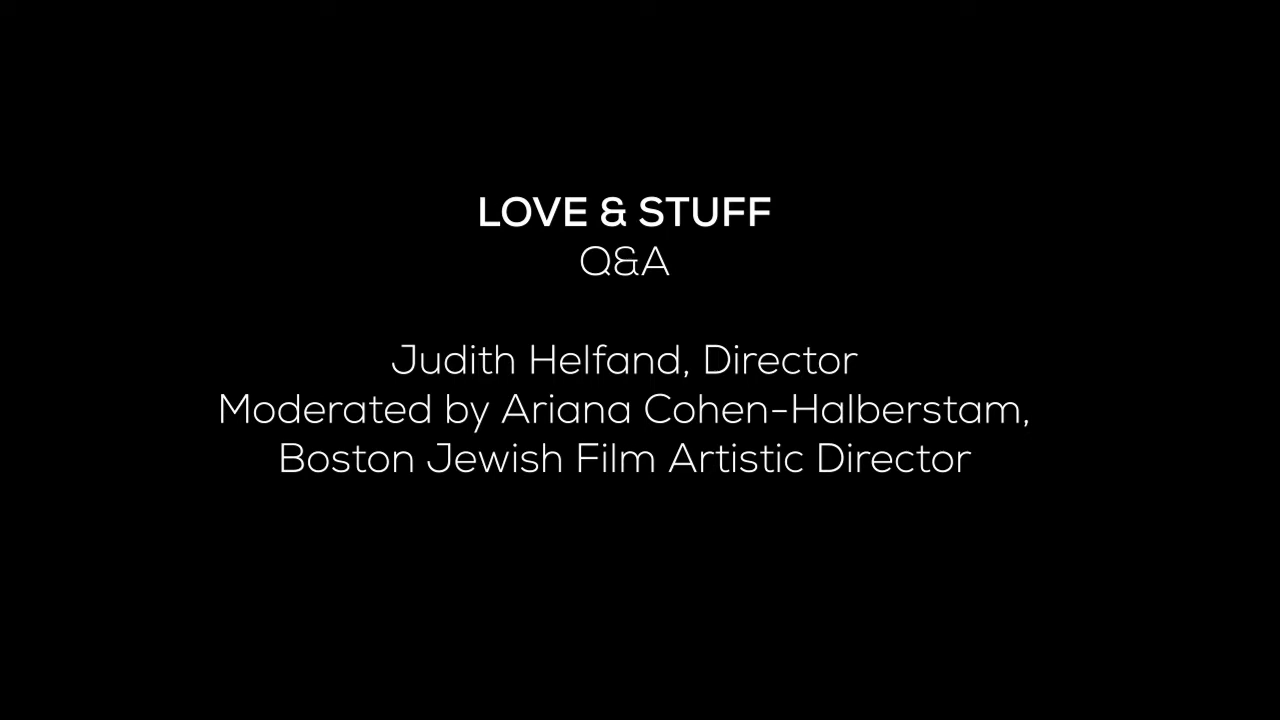 LOVE & STUFF
Q&A
Judith Helfand, Director
Moderated by Ariana Cohen-Halberstam,
Boston Jewish Film Artistic Director